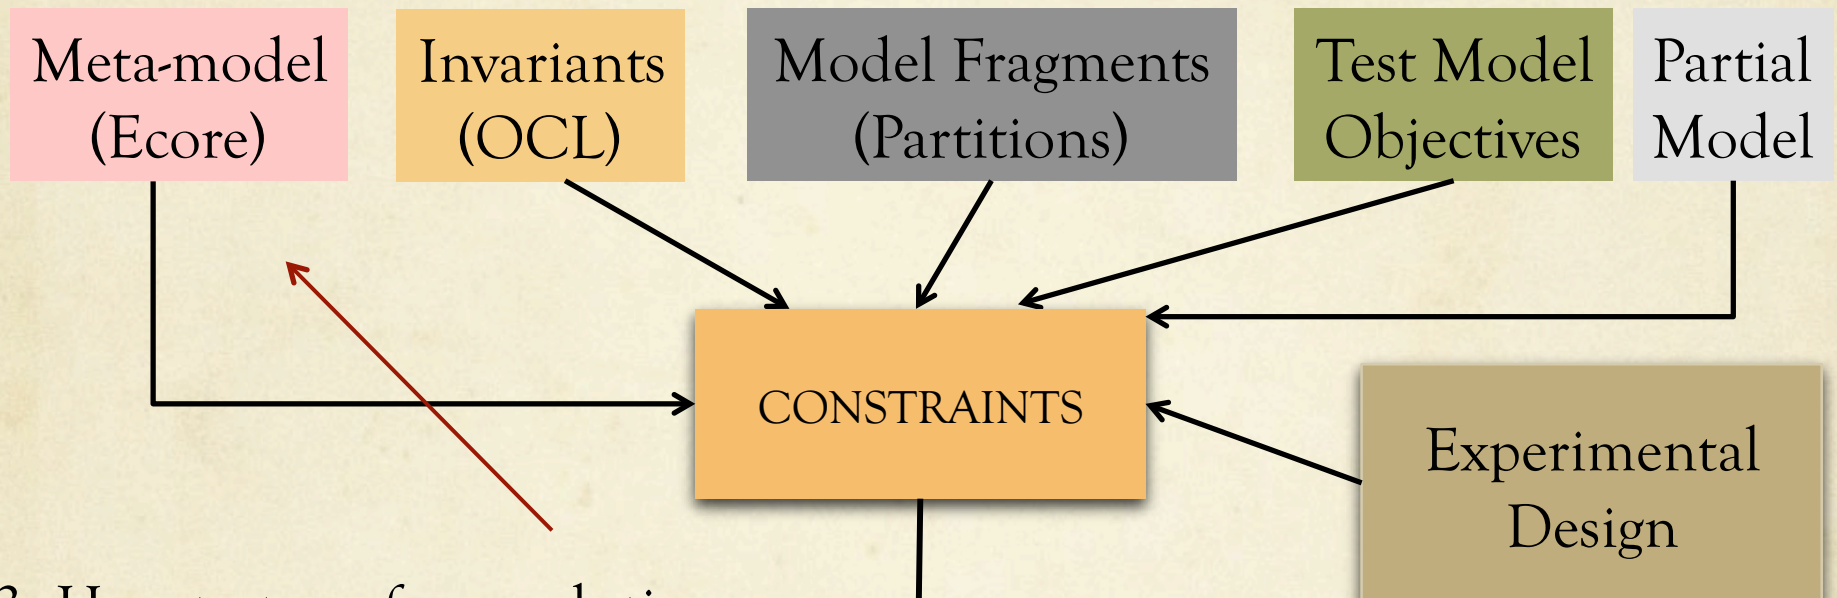 Meta-model
(Ecore)
Invariants
(OCL)
Model Fragments
(Partitions)
Test Model
Objectives
Partial
Model
CONSTRAINTS
Experimental
Design